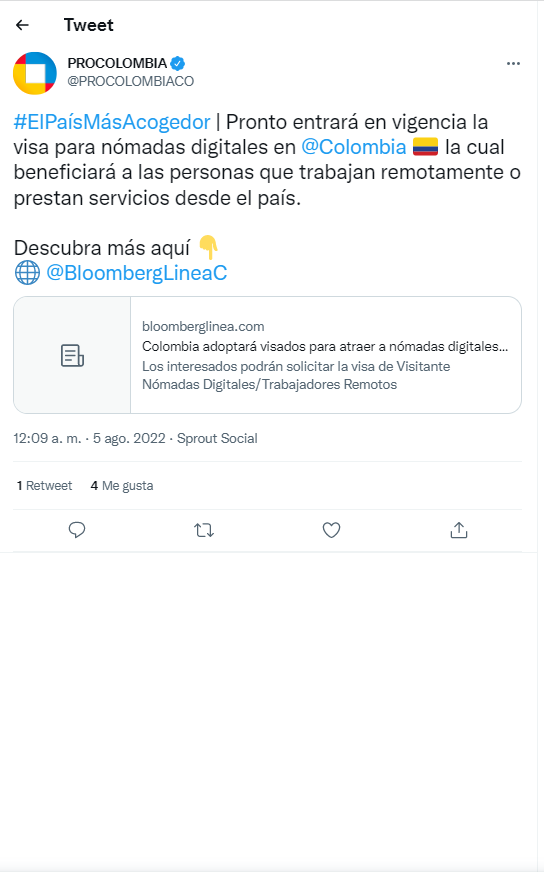 Tweet
PROCOLOMBIA
@PROCOLOMBIACO
#ElPaísMásAcogedor | Pronto entrará en vigencia la
visa para nómadas digitales en @Colombia 🇨🇴 la cual
beneficiará a las personas que trabajan remotamente o
prestan servicios desde el país.
Descubra más aquí 👇
🌐 @BloombergLineaC
bloomberglinea.com
Colombia adoptará visados para atraer a nómadas digitales...
Los interesados podrán solicitar la visa de Visitante
Nómadas Digitales/Trabajadores Remotos
12:09 a. m. · 5 ago. 2022 · Sprout Social
1 Retweet 4 Me gusta